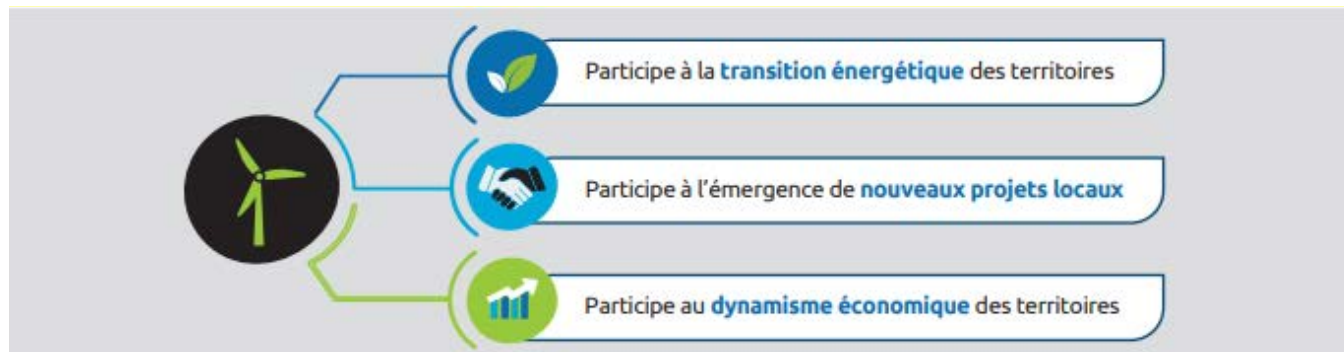 Participe à la transition énergétique des territoires
Participe à l’émergence de nouveaux projets locaux
Participe au dynamisme économique des territoires